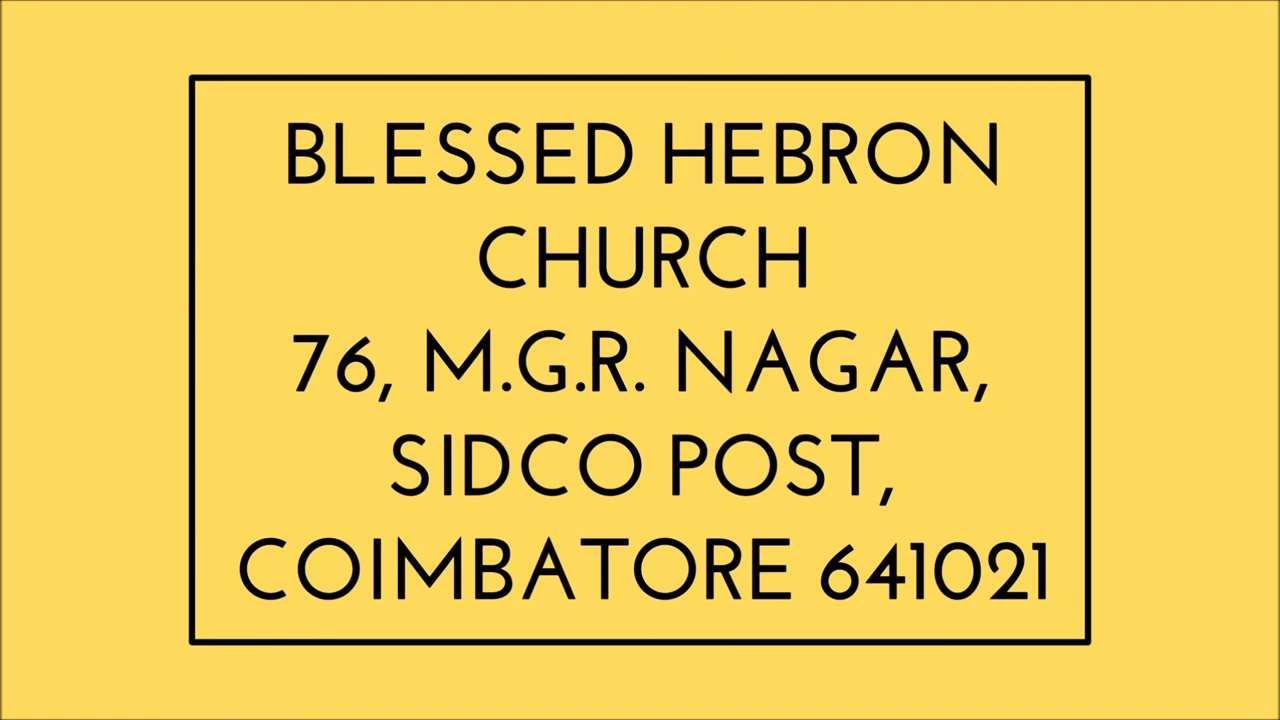 BLESSED HEBRON
CHURCH
76, M.G.R. NAGAR,
SIDCO POST,
COIMBATORE 641021